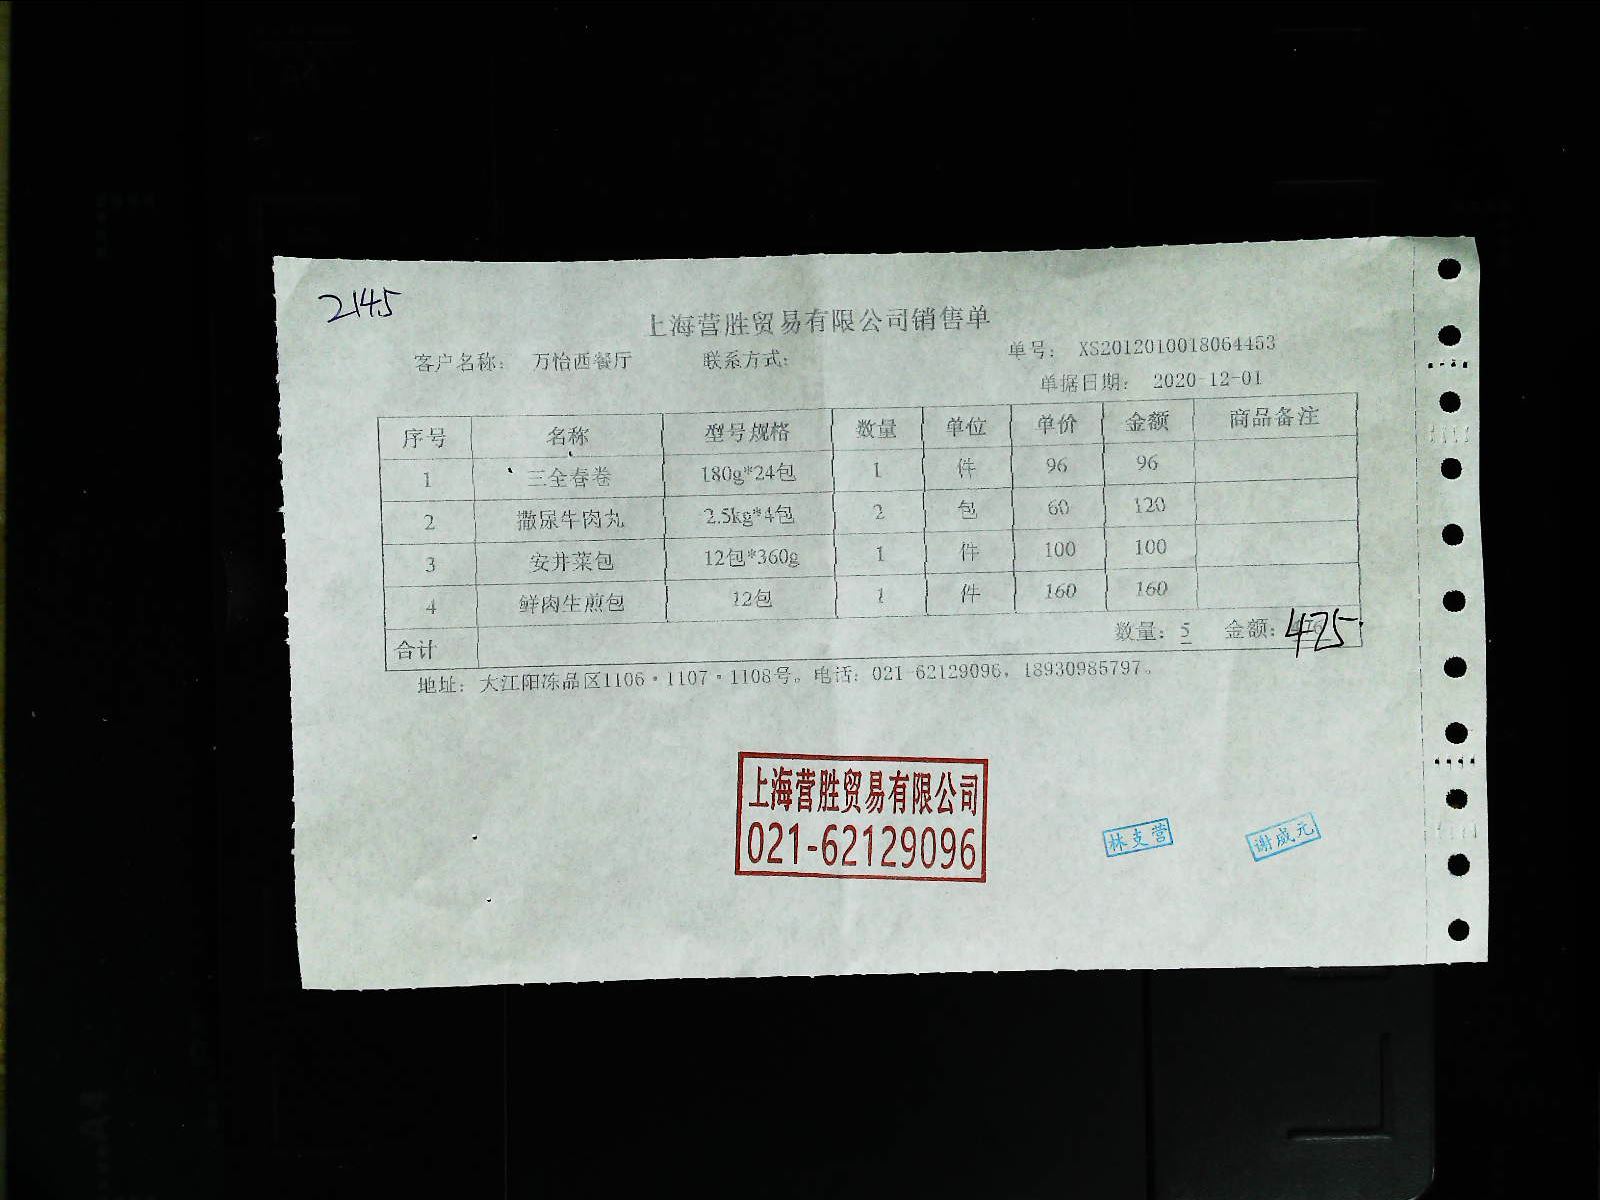 2145
上海营胜贸易有限公司销售单
客户名称： 万怡西餐厅 联系方式: 单号： XS2012010018064453
单据日期： 2020-12-01
序号 名称 型号规格 数量 单位 单价 金额 商品备注
1 三全春卷 180g*24包 1 件 96 96
2 撒尿牛肉丸 2.5kg*4包 2 包 60 120
3 安井菜包 12包*360g 1 件 100 100
4 鲜肉生煎包 12包 1 件 160 160
合计 数量: 5 金额: 475
地址: 大江阳冻品区1106·1107·1108号。电话: 021-62129096，18930985797。
上海营胜贸易有限公司
021-62129096
林支营
谢成元